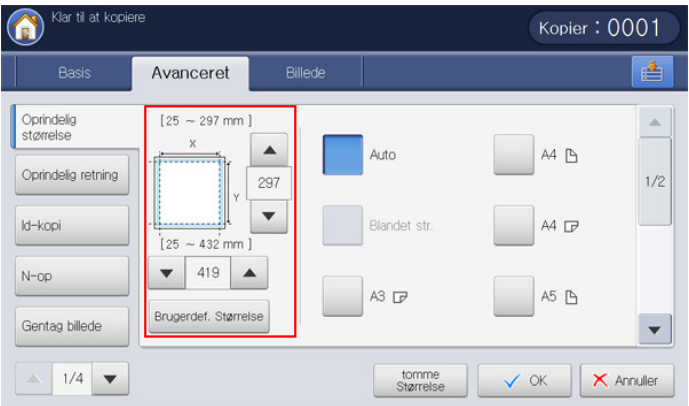 Klar til at kopiere
Kopier : 0001
Basis
Avanceret
Billede
Oprindelig
størrelse
Oprindelig retning
Id-kopi
N-op
Gentag billede
1/4
[25 ~ 297 mm ]
X
297
Y
[25 ~ 432 mm ]
419
Brugerdef. Størrelse
Auto
Blandet str.
A3
A4
A4
A5
1/2
tomme
Størrelse
OK
Annuller